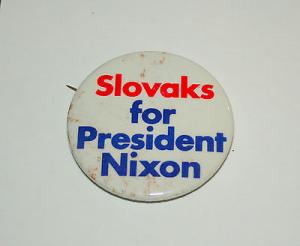 Slovaks
for
President
Nixon